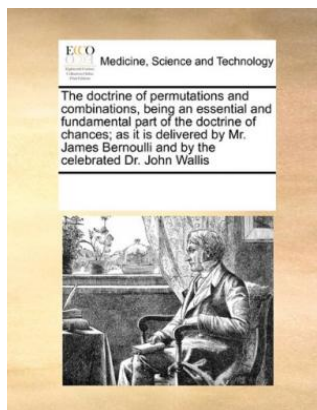 ECCO
Medicine, Science and Technology
The doctrine of permutations and
combinations, being an essential and
fundamental part of the doctrine of
chances; as it is delivered by Mr.
James Bernoulli and by the
celebrated Dr. John Wallis